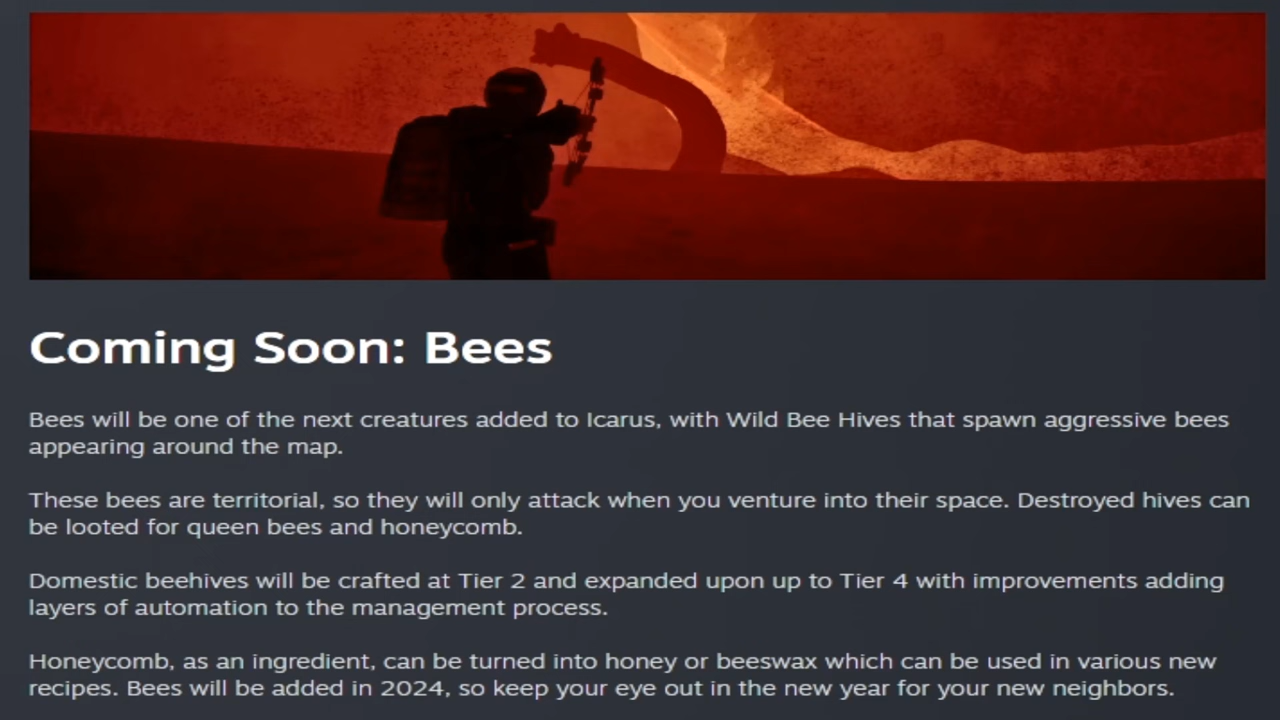 Coming Soon: Bees
Bees will be one of the next creatures added to Icarus, with Wild Bee Hives that spawn aggressive bees
appearing around the map.
These bees are territorial, so they will only attack when you venture into their space. Destroyed hives can
be looted for queen bees and honeycomb.
Domestic beehives will be crafted at Tier 2 and expanded upon up to Tier 4 with improvements adding
layers of automation to the management process.
Honeycomb, as an ingredient, can be turned into honey or beeswax which can be used in various new
recipes. Bees will be added in 2024, so keep your eye out in the new year for your new neighbors.